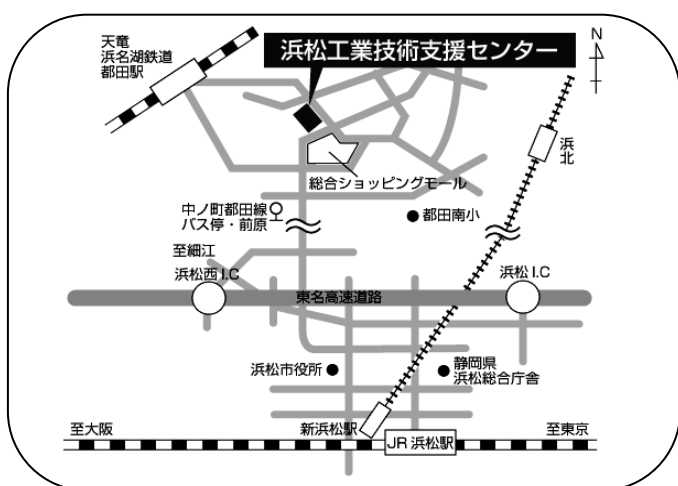 天竜
浜名湖鉄道
都田駅
浜松工業技術支援センター
N
浜北
総合ショッピングモール
中ノ町都田線
バス停・前原
都田南小
至細江
浜松西I.C
東名高速道路
浜松I.C
浜松市役所
静岡県
浜松総合庁舎
至大阪
新浜松駅
JR浜松駅
至東京